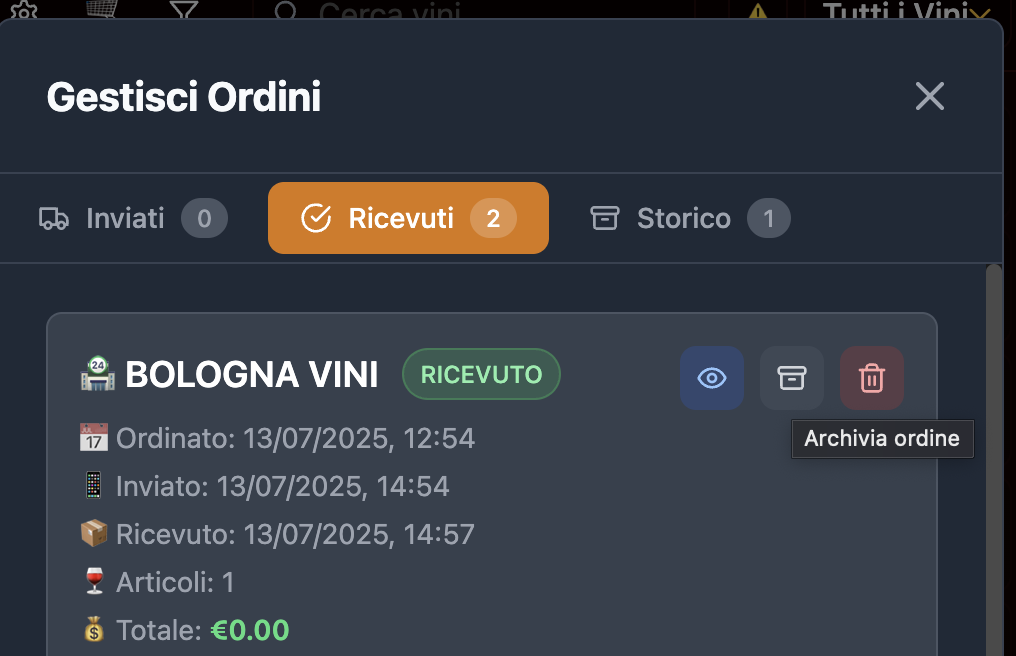 Cerca vini
Tutti i Vini
Gestisci Ordini
Inviati 0
Ricevuti 2
Storico 1
24
BOLOGNA VINI RICEVUTO
17 Ordinato: 13/07/2025, 12:54
Archivia ordine
Inviato: 13/07/2025, 14:54
Ricevuto: 13/07/2025, 14:57
Articoli: 1
Totale: €0.00